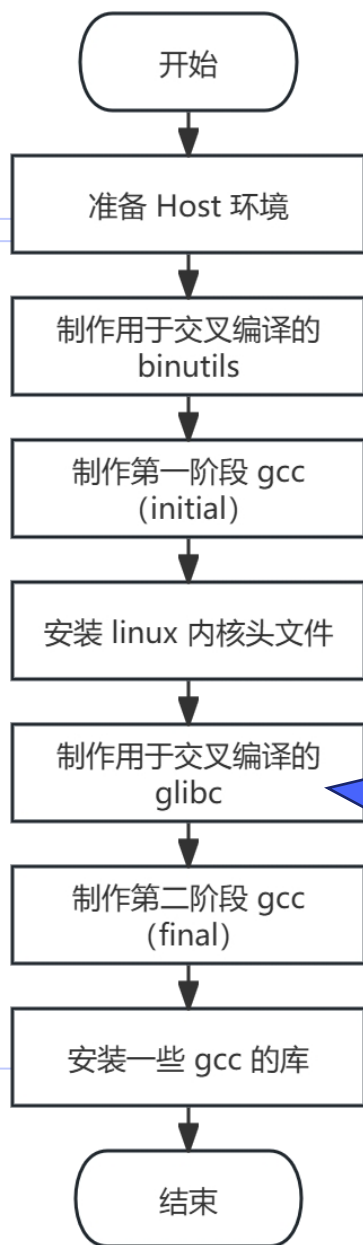 开始
准备 Host 环境
制作用于交叉编译的
binutils
制作第一阶段 gcc
（initial）
安装 linux 内核头文件
制作用于交叉编译的
glibc
制作第二阶段 gcc
（final）
安装一些 gcc 的库
结束